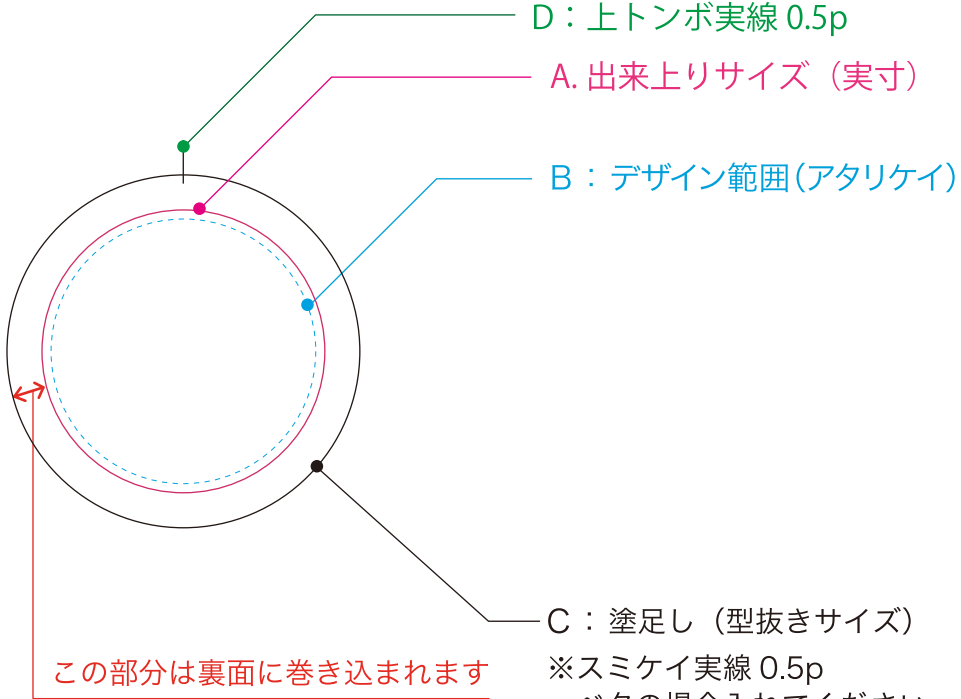 D：上トンボ実線 0.5p
A. 出来上りサイズ（実寸）
B：デザイン範囲（アタリケイ）
C：塗足し（型抜きサイズ）
※スミケイ実線 0.5p
この部分は裏面に巻き込まれます